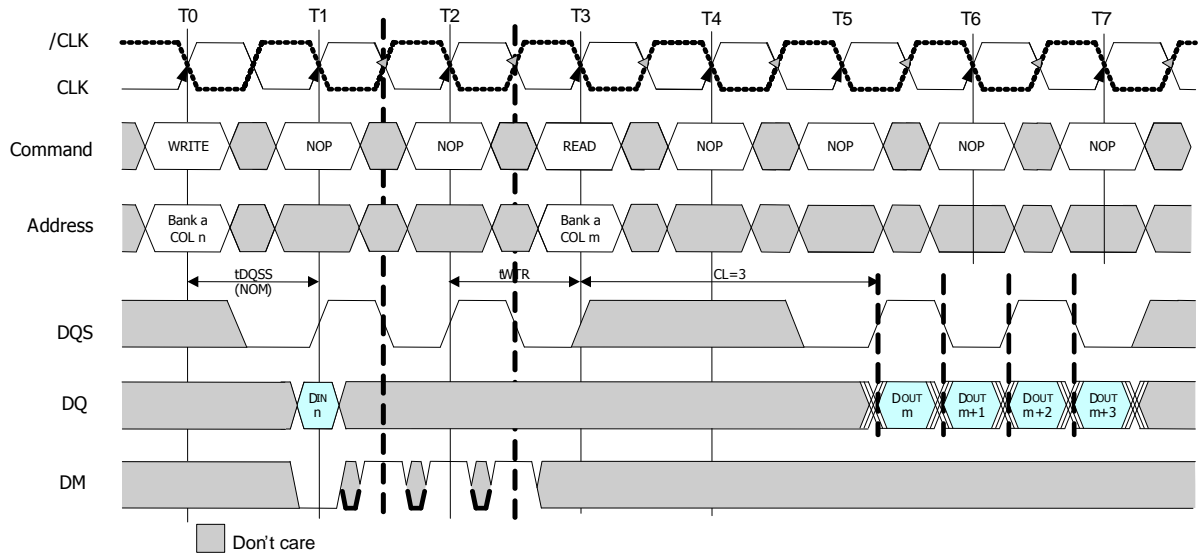 T0 T1 T2 T3 T4 T5 T6 T7
/CLK
CLK
Command WRITE NOP NOP READ NOP NOP NOP NOP
Address Bank a COL n Bank a COL m
tDQSS (NOM) tWTR CL=3
DQS
DQ DIN n DOUT m DOUT m+1 DOUT m+2 DOUT m+3
DM
Don't care